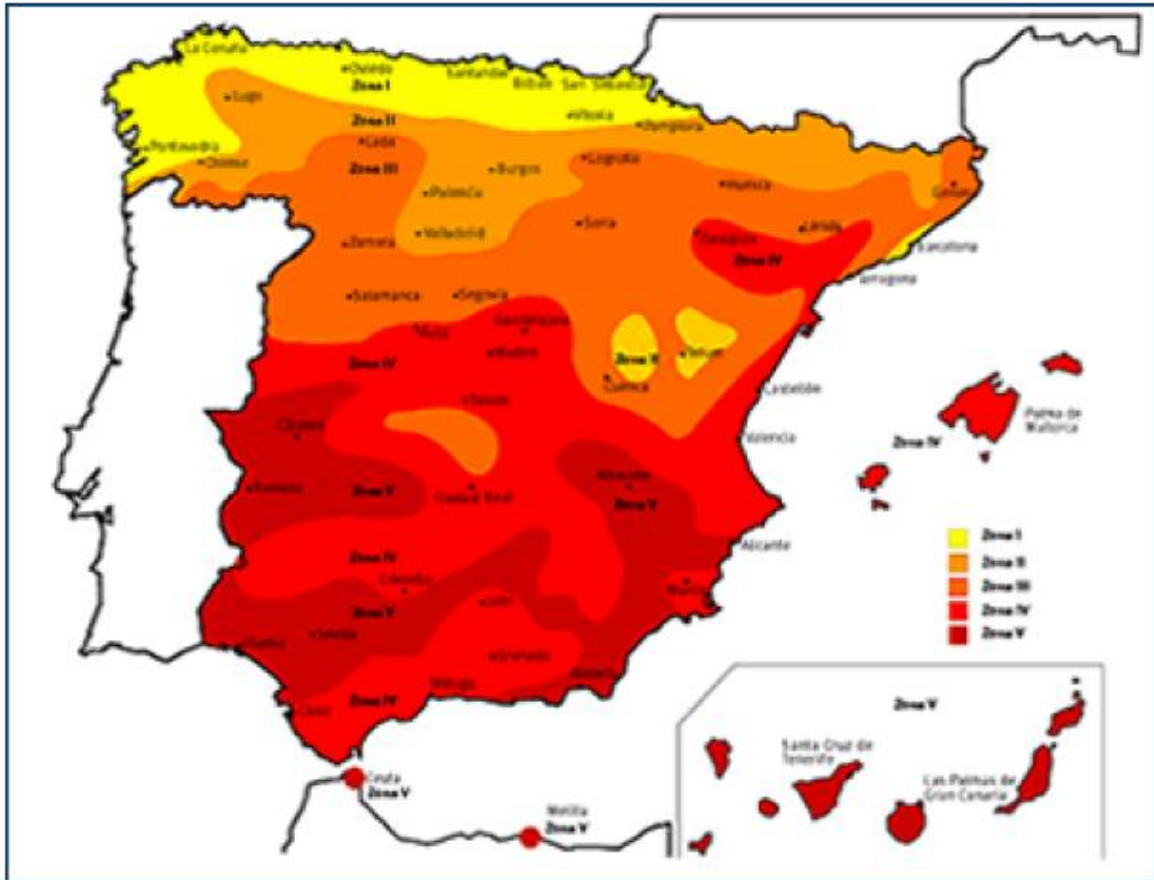 La Coruña
Oviedo
Santander
Bilbao
San Sebastián
Zona I
Lugo
Vitoria
Pamplona
Zona II
León
Pontevedra
Orense
Zona III
Burgos
Logroño
Palencia
Huesca
Gerona
Soria
Valladolid
Zamora
Zaragoza
Lérida
Barcelona
Zona IV
Tarragona
Salamanca
Segovia
Guadalajara
Avila
Madrid
Zona II
Teruel
Zona IV
Cuenca
Castellón
Toledo
Palma de
Mallorca
Cáceres
Valencia
Zona IV
Badajoz
Zona V
Ciudad Real
Albacete
Zona V
Alicante
Zona I
Zona II
Zona III
Zona IV
Zona V
Zona IV
Córdoba
Murcia
Jaén
Zona V
Sevilla
Huelva
Granada
Almería
Málaga
Cádiz
Zona IV
Zona V
Santa Cruz de
Tenerife
Las Palmas de
Gran Canaria
Ceuta
Zona V
Melilla
Zona V